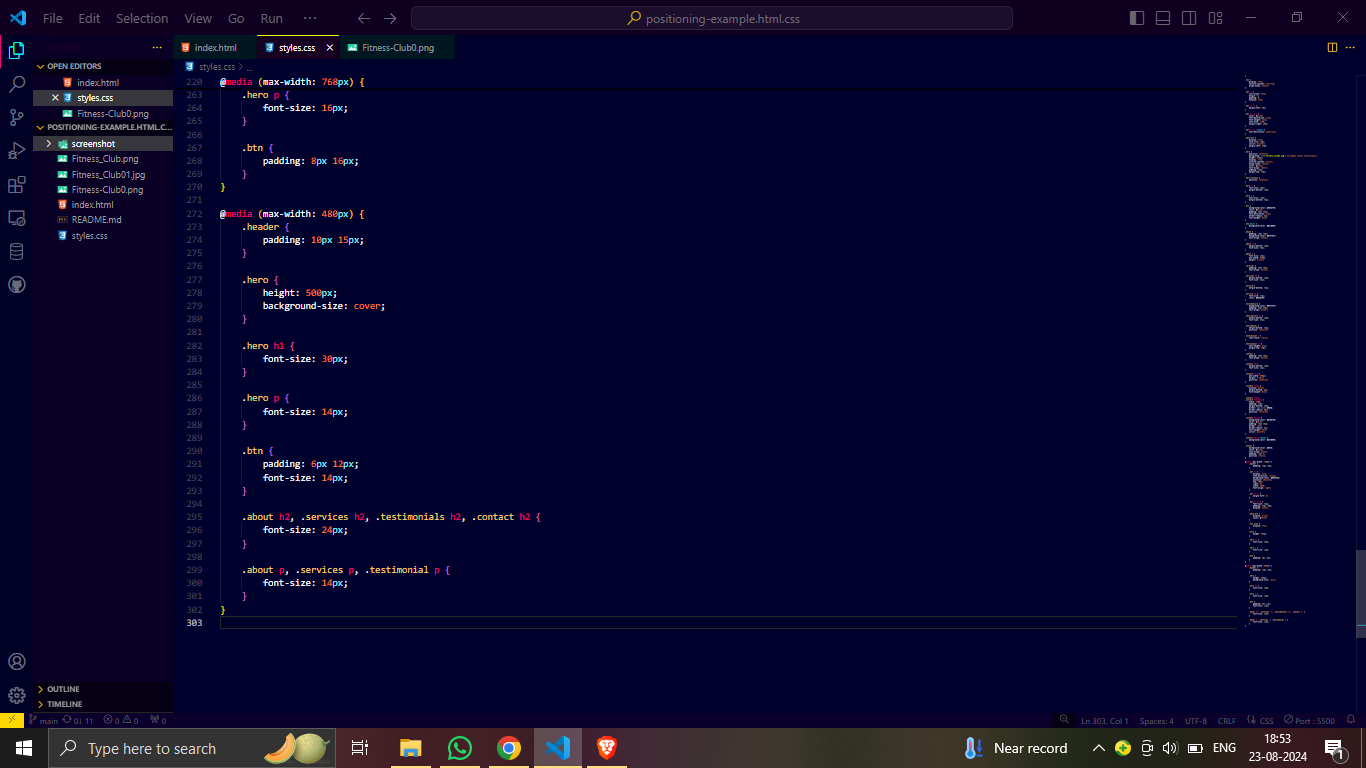 File Edit Selection View Go Run ···
positioning-example.html.css
index.html
styles.css
Fitness-Club0.png
OPEN EDITORS
index.html
styles.css
Fitness-Club0.png
POSITIONING-EXAMPLE.HTML.C...
screenshot
Fitness_Club.png
Fitness_Club01.jpg
Fitness-Club0.png
index.html
README.md
styles.css
OUTLINE
TIMELINE
styles.css > ...
220 @media (max-width: 768px) {
263 .hero p {
264 font-size: 16px;
265 }
266
267 .btn {
268 padding: 8px 16px;
269 }
270 }
271
272 @media (max-width: 480px) {
273 .header {
274 padding: 10px 15px;
275 }
276
277 .hero {
278 height: 500px;
279 background-size: cover;
280 }
281
282 .hero h1 {
283 font-size: 30px;
284 }
285
286 .hero p {
287 font-size: 14px;
288 }
289
290 .btn {
291 padding: 6px 12px;
292 font-size: 14px;
293 }
294
295 .about h2, .services h2, .testimonials h2, .contact h2 {
296 font-size: 24px;
297 }
298
299 .about p, .services p, .testimonial p {
300 font-size: 14px;
301 }
302 }
303
main 0↓ 1↑ 0 0 0
Ln 303, Col 1 Spaces: 4 UTF-8 CRLF CSS Port : 5500
Type here to search
Near record
ENG
18:53
23-08-2024
1